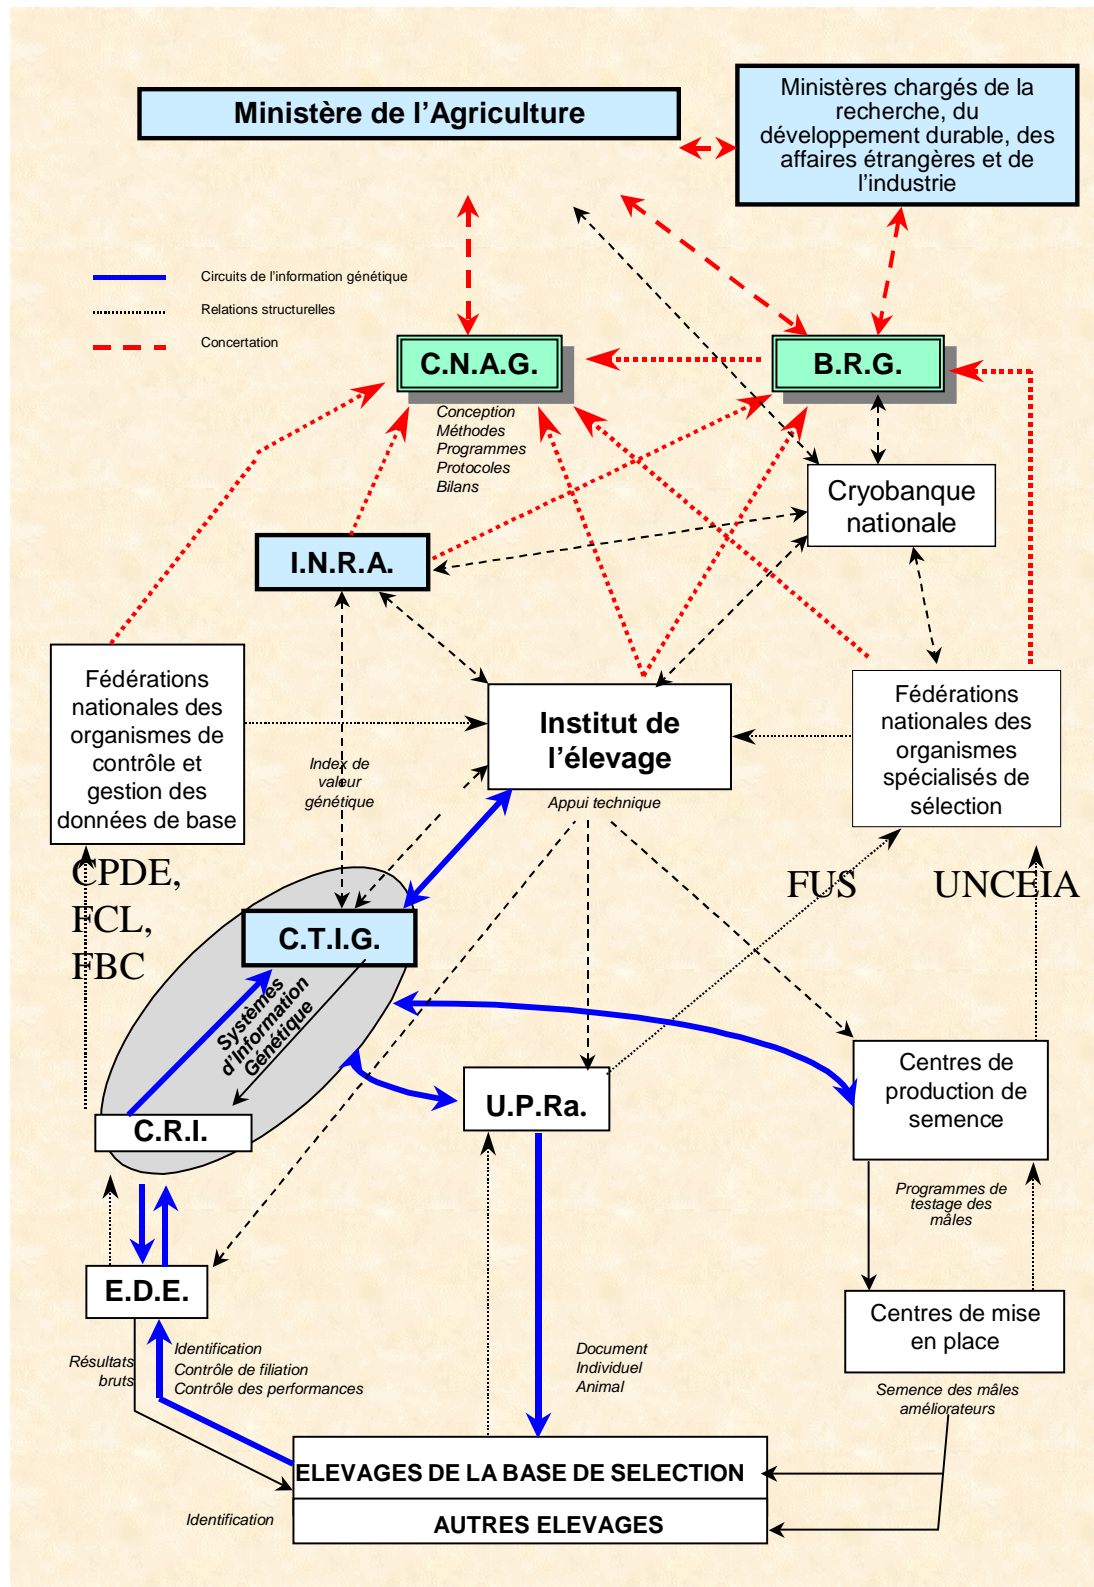 Ministère de l'Agriculture
Ministères chargés de la
recherche, du
développement durable, des
affaires étrangères et de
l'industrie
Circuits de l'information génétique
Relations structurelles
Concertation
C.N.A.G.
B.R.G.
Conception
Méthodes
Programmes
Protocoles
Bilans
Cryobanque
nationale
I.N.R.A.
Fédérations
nationales des
organismes de
contrôle et
gestion des
données de base
Institut de
l'élevage
Fédérations
nationales des
organismes
spécialisés de
sélection
Index de
valeur
génétique
Appui technique
CPDE,
FCL,
FBC
FUS
UNCEIA
C.T.I.G.
Systèmes
d'Information
Génétique
C.R.I.
U.P.Ra.
Centres de
production de
semence
Programmes de
testage des
mâles
E.D.E.
Centres de mise
en place
Résultats
bruts
Identification
Contrôle de filiation
Contrôle des performances
Document
Individuel
Animal
Semence des mâles
améliorateurs
ELEVAGES DE LA BASE DE SELECTION
Identification
AUTRES ELEVAGES